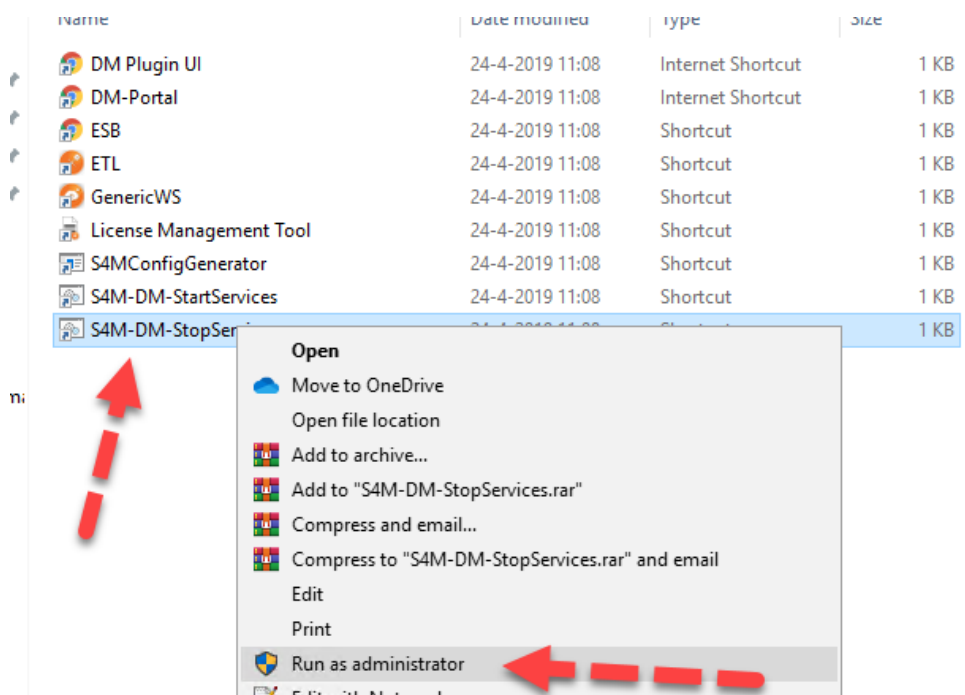 Name Date modified Type Size
DM Plugin UI 24-4-2019 11:08 Internet Shortcut 1 KB
DM-Portal 24-4-2019 11:08 Internet Shortcut 1 KB
ESB 24-4-2019 11:08 Shortcut 1 KB
ETL 24-4-2019 11:08 Shortcut 1 KB
GenericWS 24-4-2019 11:08 Shortcut 1 KB
License Management Tool 24-4-2019 11:08 Shortcut 1 KB
S4MConfigGenerator 24-4-2019 11:08 Shortcut 1 KB
S4M-DM-StartServices 24-4-2019 11:08 Shortcut 1 KB
S4M-DM-StopSer 1 KB
Open
Move to OneDrive
Open file location
Add to archive...
Add to "S4M-DM-StopServices.rar"
Compress and email...
Compress to "S4M-DM-StopServices.rar" and email
Edit
Print
Run as administrator
Edit with